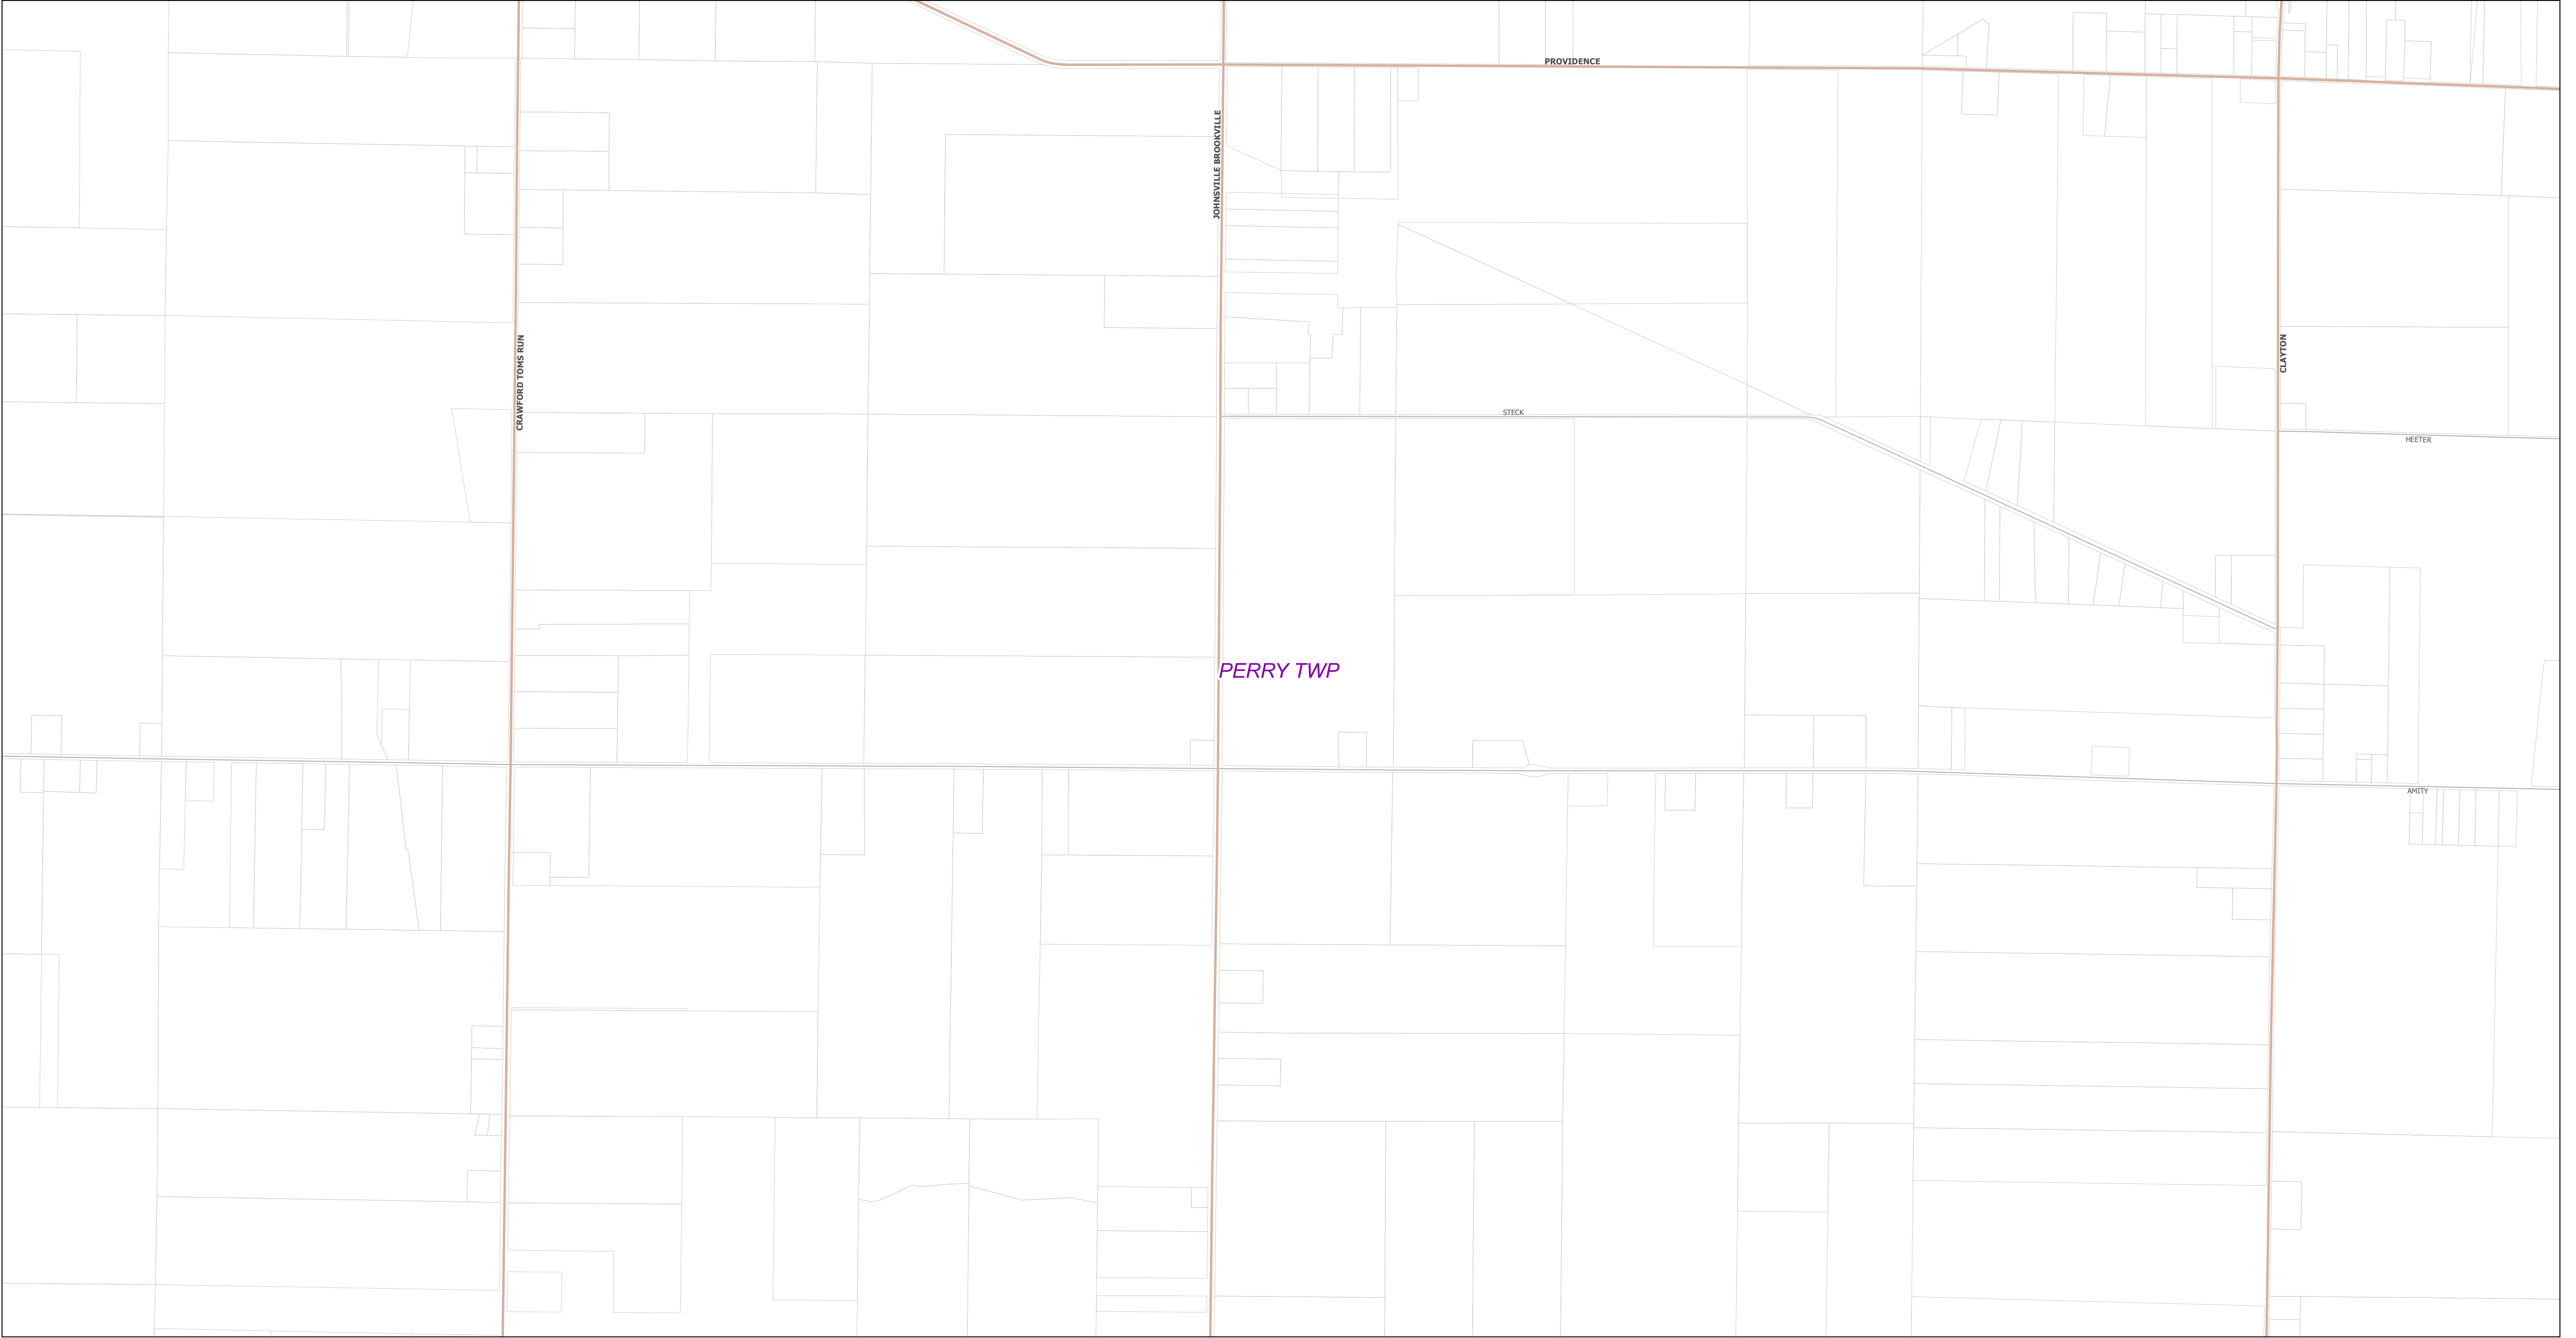 PROVIDENCE
JOHNSVILLE BROOKVILLE
CRAWFORD TOMS RUN
CLAYTON
STECK
HEETER
PERRY TWP
AMITY